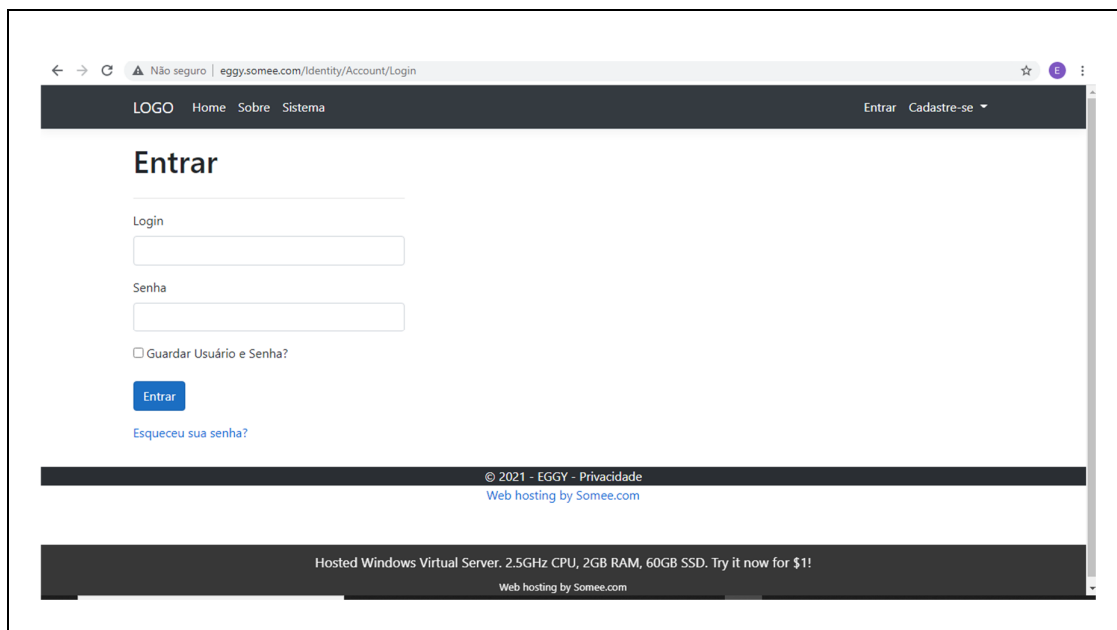 Não seguro | eggy.somee.com/Identity/Account/Login
E
LOGO Home Sobre Sistema Entrar Cadastre-se
Entrar
Login
Senha
Guardar Usuário e Senha?
Entrar
Esqueceu sua senha?
© 2021 - EGGY - Privacidade
Web hosting by Somee.com
Hosted Windows Virtual Server. 2.5GHz CPU, 2GB RAM, 60GB SSD. Try it now for $1!
Web hosting by Somee.com